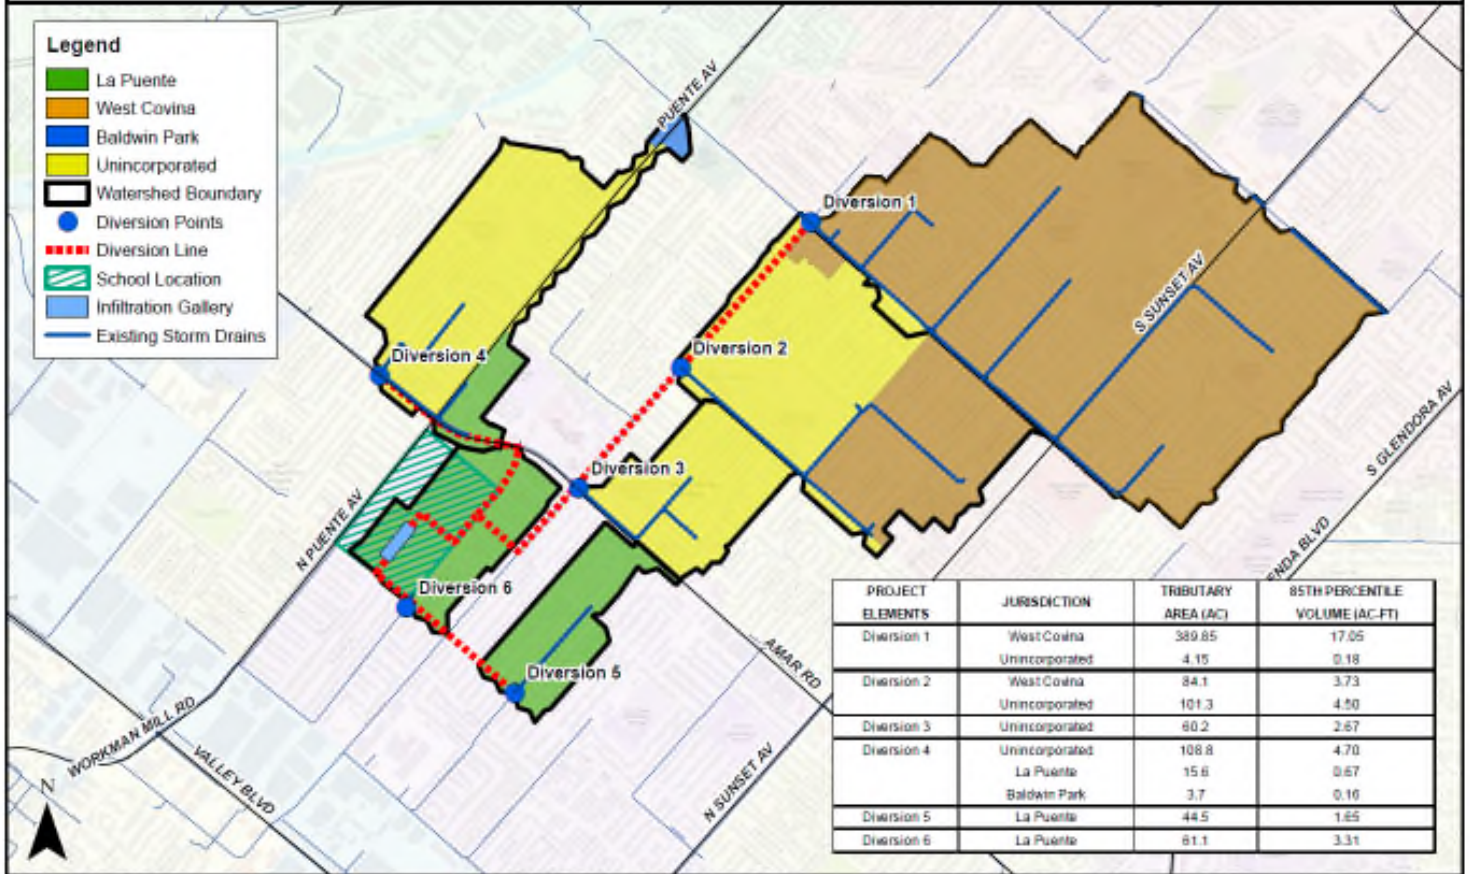 Legend
La Puente
West Covina
Baldwin Park
Unincorporated
Watershed Boundary
Diversion Points
Diversion Line
School Location
Infiltration Gallery
Existing Storm Drains
PUENTE AV
Diversion 1
S SUNSET AV
Diversion 2
Diversion 4
S GLENDORA AV
Diversion 3
N PUENTE AV
ENDA BLVD
Diversion 6
AMAR RD
Diversion 5
WORKMAN MILL RD
VALLEY BLVD
N SUNSET AV
N
PROJECT ELEMENTS JURISDICTION TRIBUTARY AREA (AC) 85TH PERCENTILE VOLUME (AC-FT)
Diversion 1 West Covina 389.85 17.05
Unincorporated 4.15 0.18
Diversion 2 West Covina 84.1 3.73
Unincorporated 101.3 4.50
Diversion 3 Unincorporated 60.2 2.67
Diversion 4 Unincorporated 108.8 4.70
La Puente 15.6 0.67
Baldwin Park 3.7 0.16
Diversion 5 La Puente 44.5 1.65
Diversion 6 La Puente 61.1 3.31